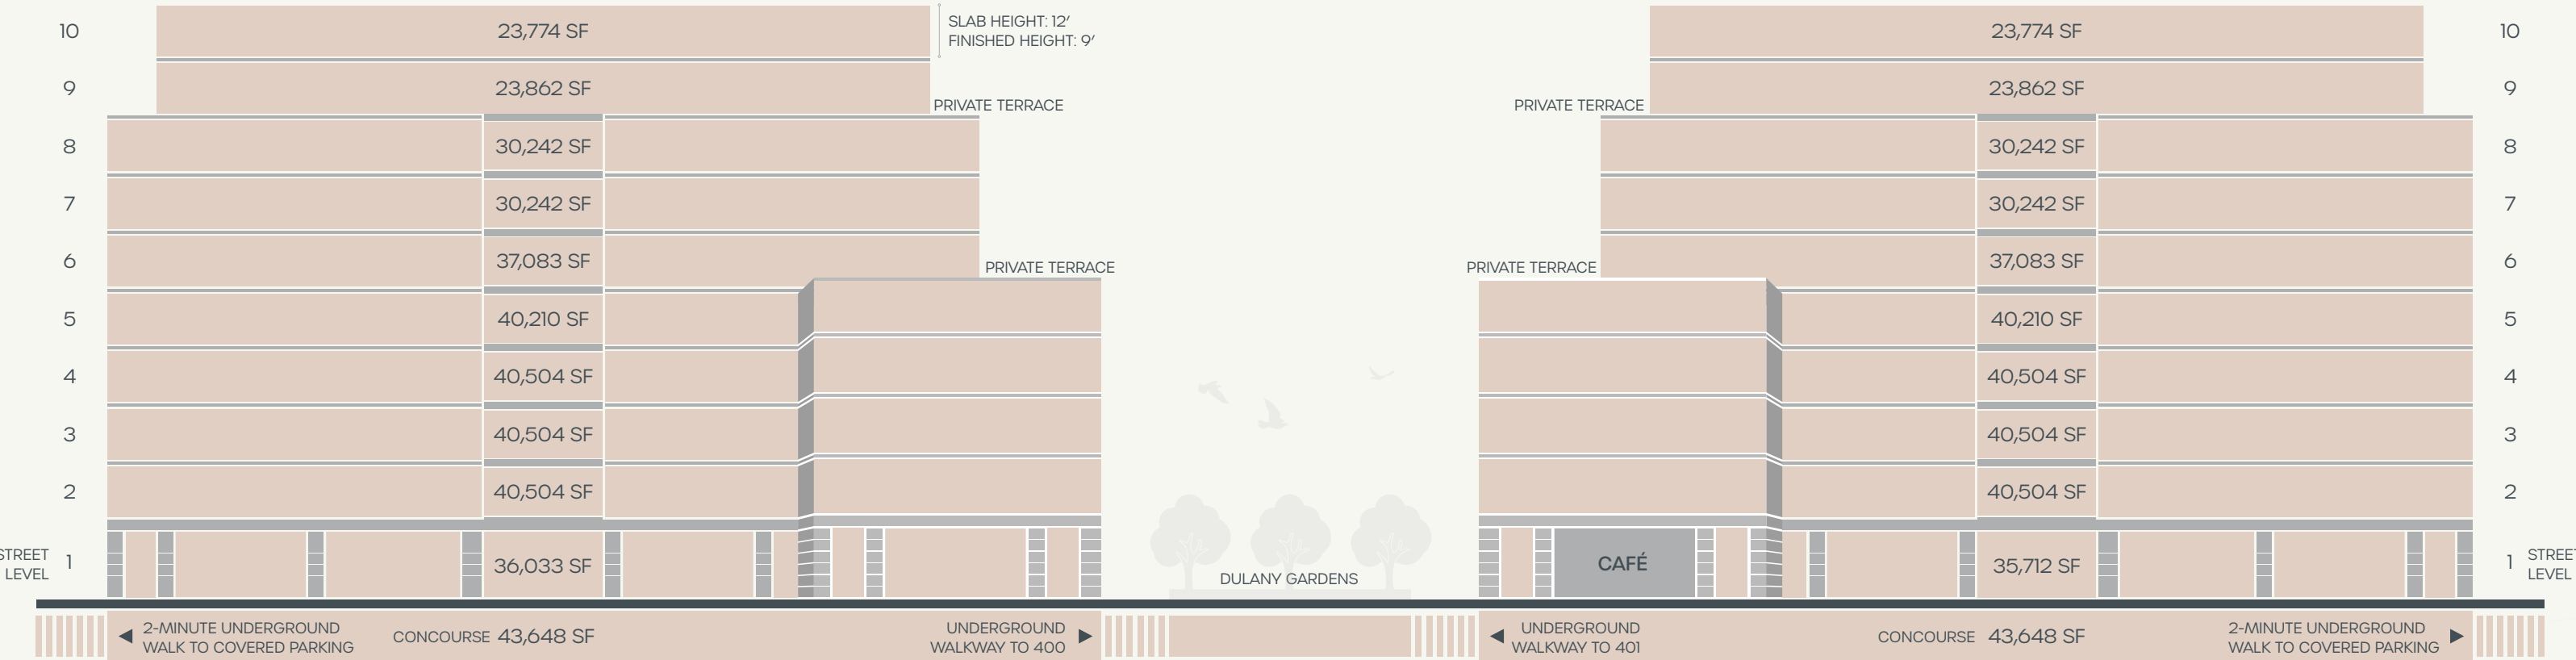 10
23,774 SF
SLAB HEIGHT: 12′
FINISHED HEIGHT: 9′
9
23,862 SF
PRIVATE TERRACE
8
30,242 SF
7
30,242 SF
6
37,083 SF
PRIVATE TERRACE
5
40,210 SF
4
40,504 SF
3
40,504 SF
2
40,504 SF
STREET
LEVEL
1
36,033 SF
2-MINUTE UNDERGROUND
WALK TO COVERED PARKING
CONCOURSE 43,648 SF
UNDERGROUND
WALKWAY TO 400
DULANY GARDENS
23,774 SF
10
PRIVATE TERRACE
23,862 SF
9
30,242 SF
8
30,242 SF
7
PRIVATE TERRACE
37,083 SF
6
40,210 SF
5
40,504 SF
4
40,504 SF
3
40,504 SF
2
CAFÉ
35,712 SF
1
STREET
LEVEL
UNDERGROUND
WALKWAY TO 401
CONCOURSE 43,648 SF
2-MINUTE UNDERGROUND
WALK TO COVERED PARKING